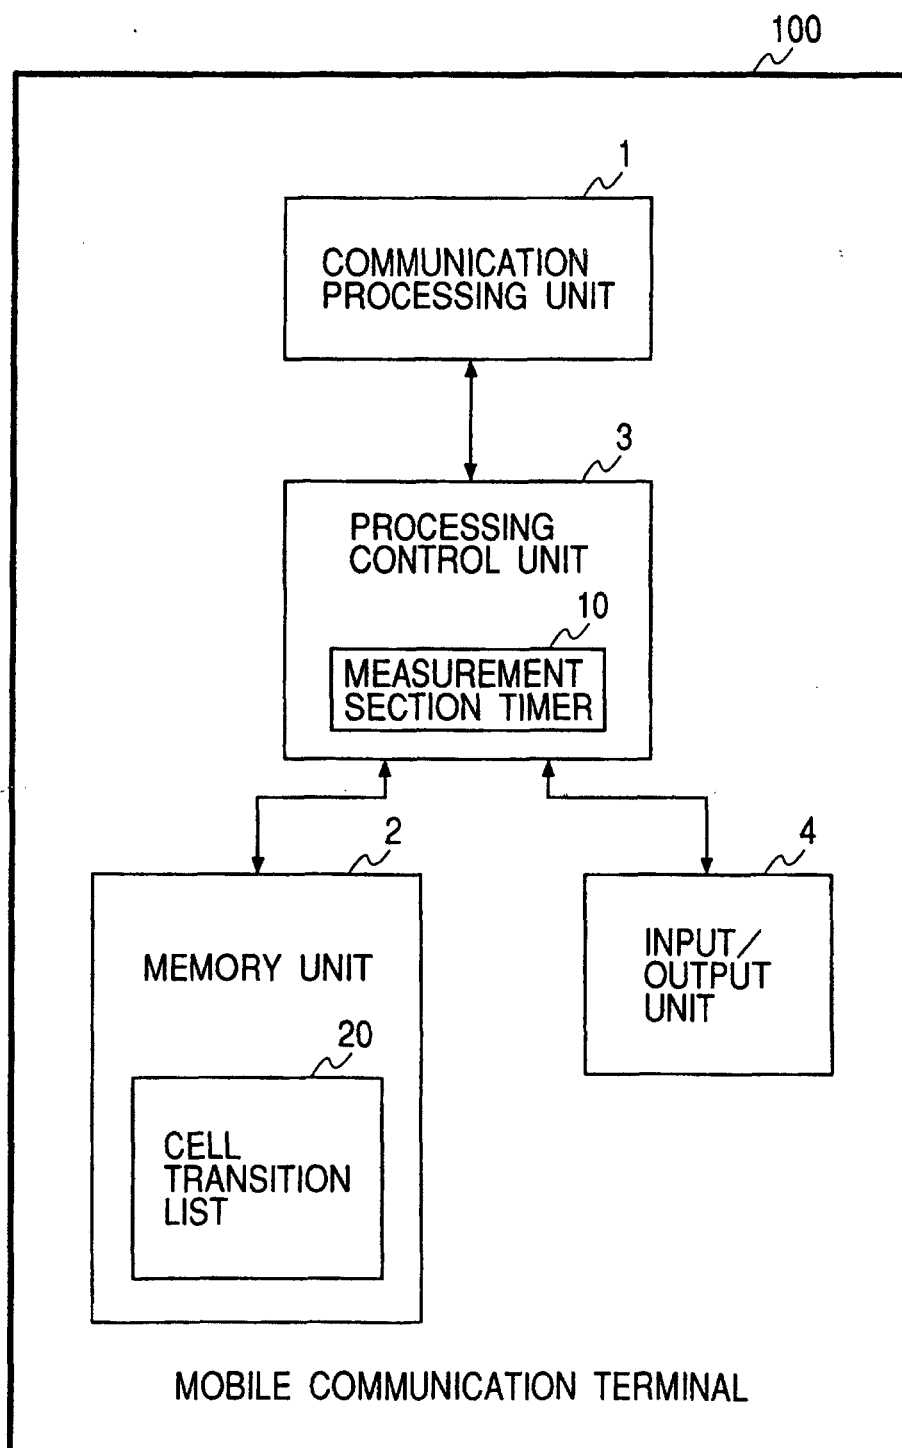 100
1
COMMUNICATION
PROCESSING UNIT
3
PROCESSING
CONTROL UNIT
10
MEASUREMENT
SECTION TIMER
2
MEMORY UNIT
20
CELL
TRANSITION
LIST
4
INPUT/
OUTPUT
UNIT
MOBILE COMMUNICATION TERMINAL